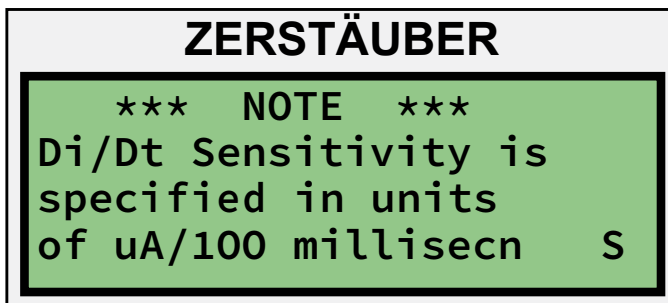 ZERSTÄUBER
*** NOTE ***
Di/Dt Sensitivity is
specified in units
of uA/100 millisecn S